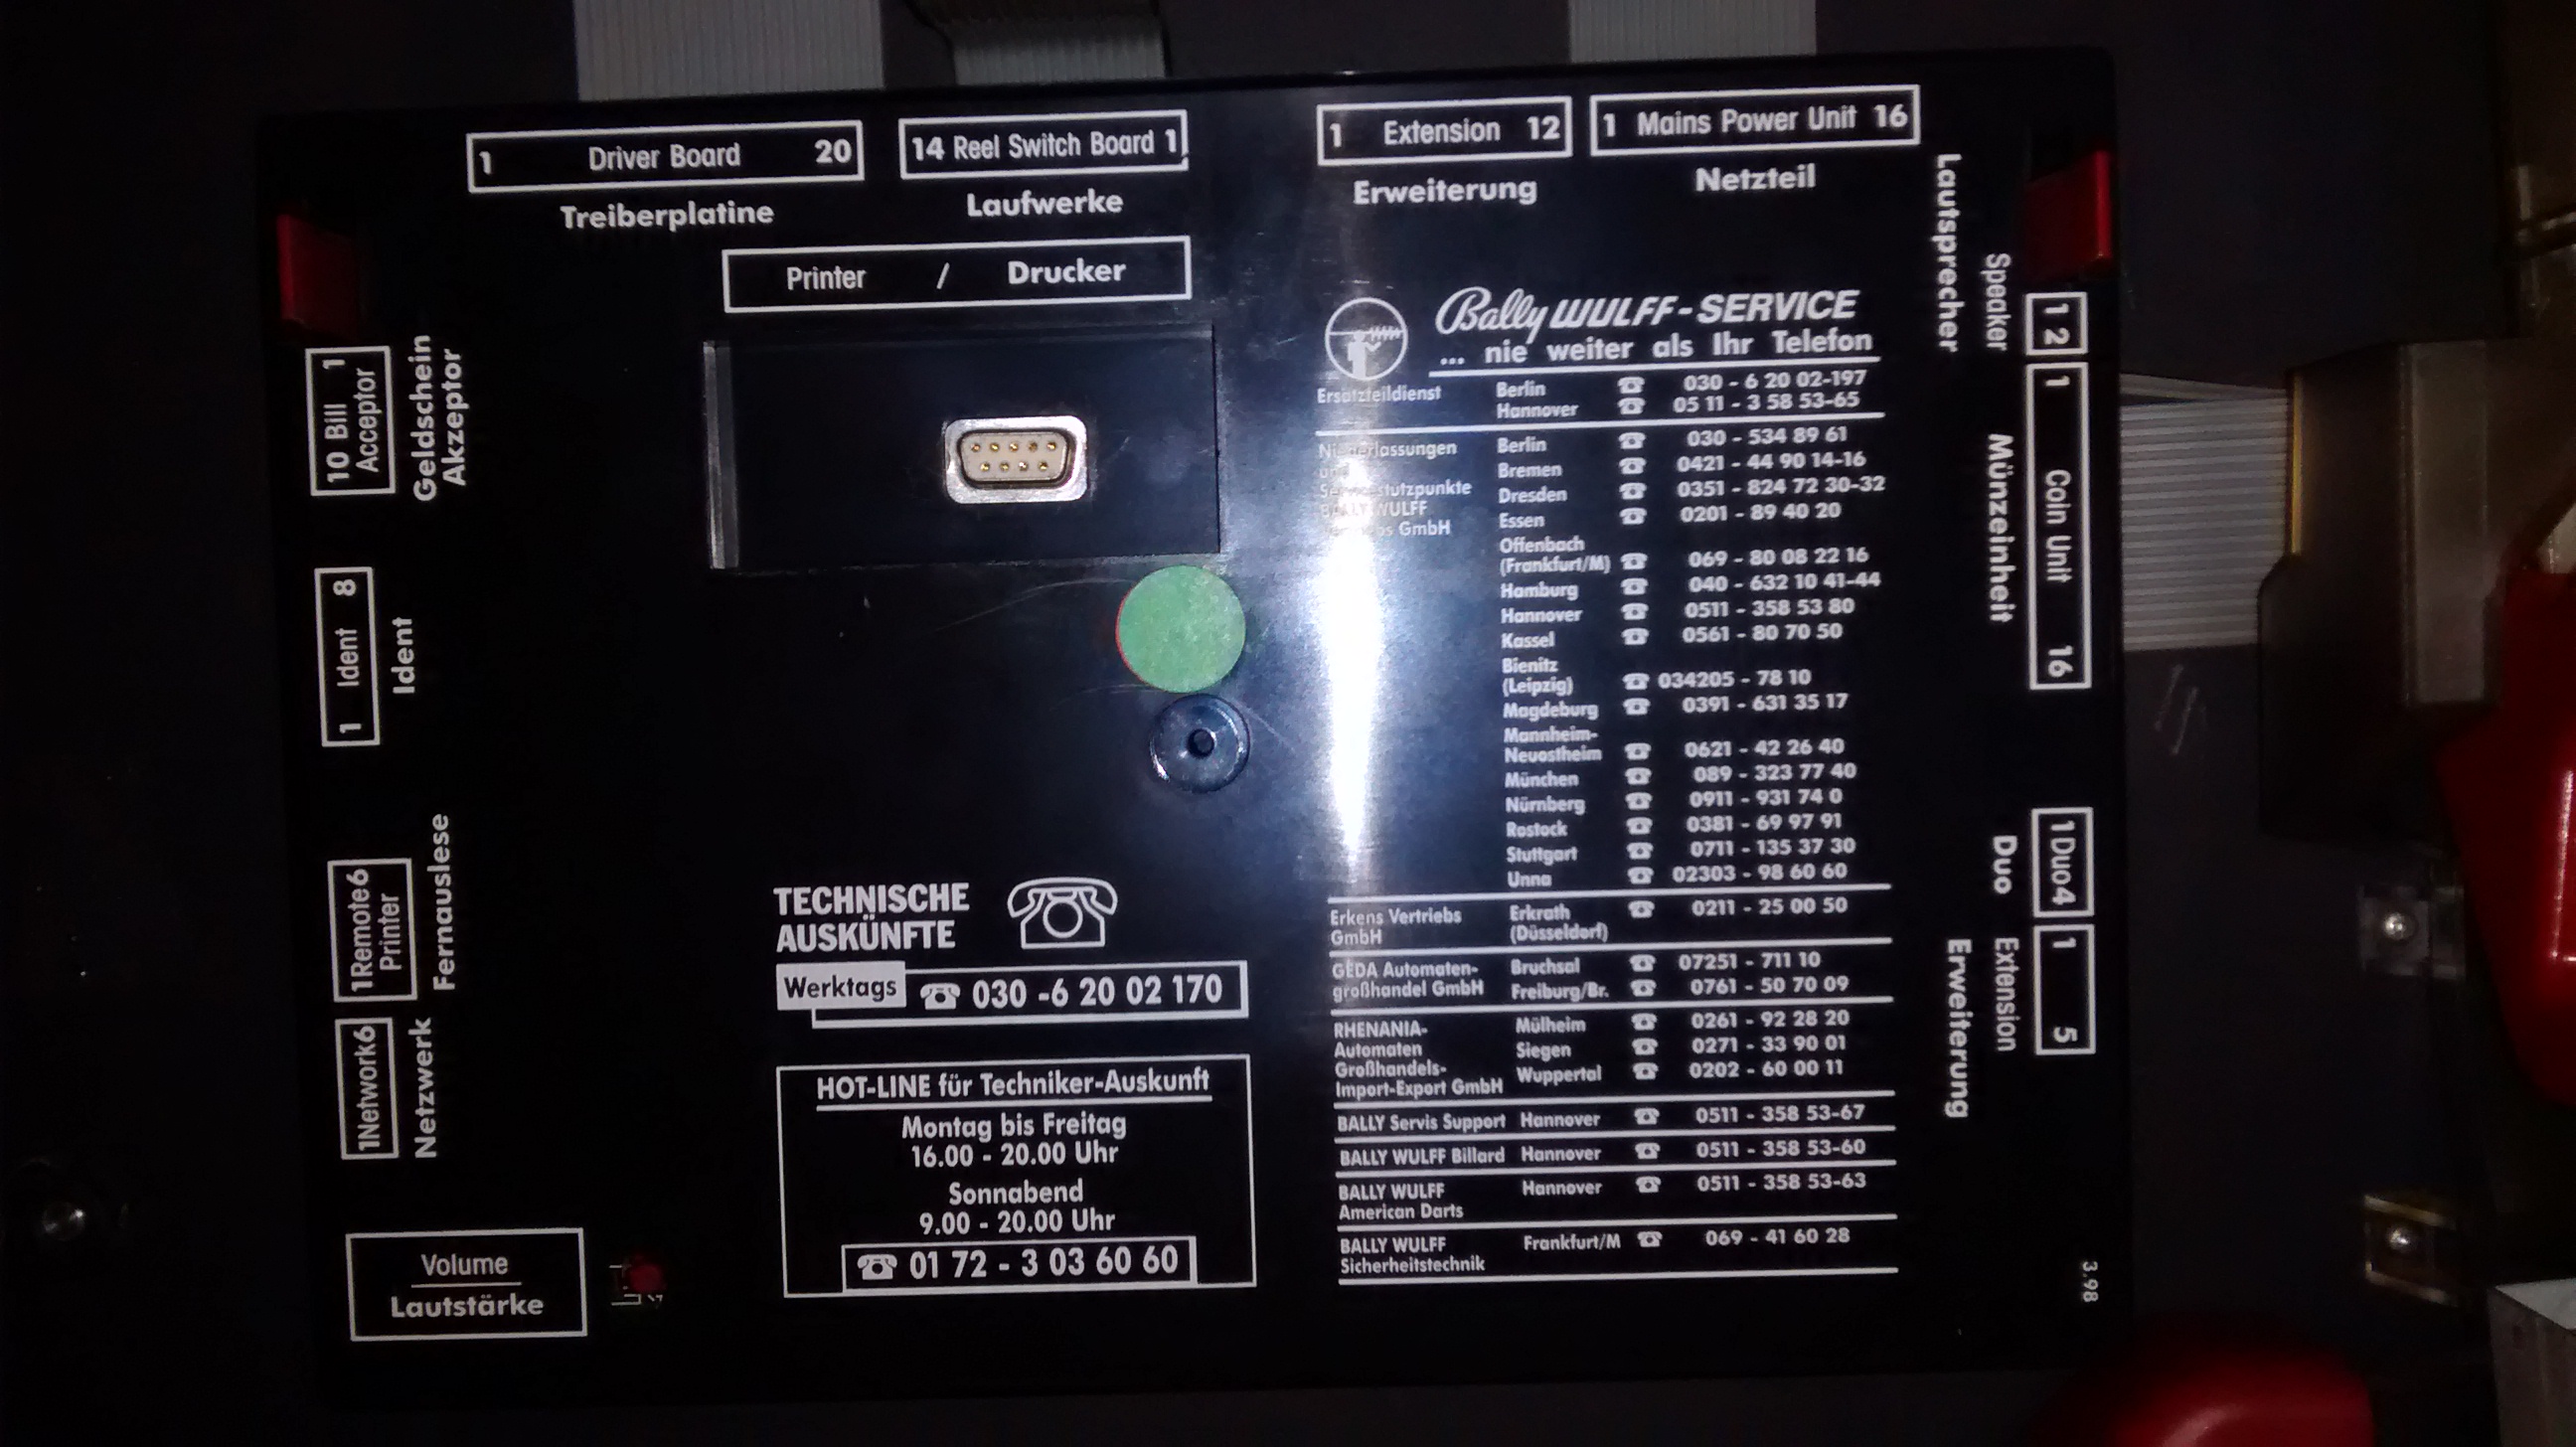 1 Driver Board 20
Treiberplatine
14 Reel Switch Board 1
Laufwerke
1 Extension 12
Erweiterung
1 Mains Power Unit 16
Netzteil
Printer / Drucker
10 Bill 1
Acceptor
Geldschein
Akzeptor
1 Ident 8
Ident
1Remote6
Printer
Fernauslese
1Network6
Netzwerk
Volume
Lautstärke
TECHNISCHE
AUSKÜNFTE
Werktags 030 -6 20 02 170
HOT-LINE für Techniker-Auskunft
Montag bis Freitag
16.00 - 20.00 Uhr
Sonnabend
9.00 - 20.00 Uhr
01 72 - 3 03 60 60
Bally WULFF-SERVICE
... nie weiter als Ihr Telefon
Ersatzteildienst Berlin 030 - 6 20 02-197
Hannover 05 11 - 3 58 53-65
Niederlassungen Berlin 030 - 534 89 61
und Bremen 0421 - 44 90 14-16
Servicestützpunkte Dresden 0351 - 824 72 30-32
BALLY WULFF Essen 0201 - 89 40 20
GmbH Offenbach
(Frankfurt/M) 069 - 80 08 22 16
Hamburg 040 - 632 10 41-44
Hannover 0511 - 358 53 80
Kassel 0561 - 80 70 50
Bienitz
(Leipzig) 034205 - 78 10
Magdeburg 0391 - 631 35 17
Mannheim-
Neuostheim 0621 - 42 26 40
München 089 - 323 77 40
Nürnberg 0911 - 931 74 0
Rostock 0381 - 69 97 91
Stuttgart 0711 - 135 37 30
Unna 02303 - 98 60 60
Erkens Vertriebs Erkrath 0211 - 25 00 50
GmbH (Düsseldorf)
GEDA Automaten- Bruchsal 07251 - 711 10
großhandel GmbH Freiburg/Br. 0761 - 50 70 09
RHENANIA- Mülheim 0261 - 92 28 20
Automaten Siegen 0271 - 33 90 01
Großhandels- Wuppertal 0202 - 60 00 11
Import-Export GmbH
BALLY Servis Support Hannover 0511 - 358 53-67
BALLY WULFF Billard Hannover 0511 - 358 53-60
BALLY WULFF Hannover 0511 - 358 53-63
American Darts
BALLY WULFF Frankfurt/M 069 - 41 60 28
Sicherheitstechnik
1 2
Speaker
Lautsprecher
1 Coin Unit 16
Münzeinheit
1Duo4
Duo
1 5
Extension
Erweiterung
3.98